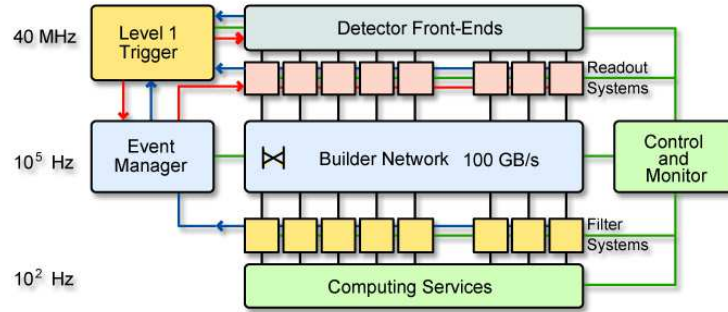 40 MHz
Level 1
Trigger
Detector Front-Ends
Readout
Systems
10⁵ Hz
Event
Manager
Builder Network 100 GB/s
Control
and
Monitor
Filter
Systems
10² Hz
Computing Services